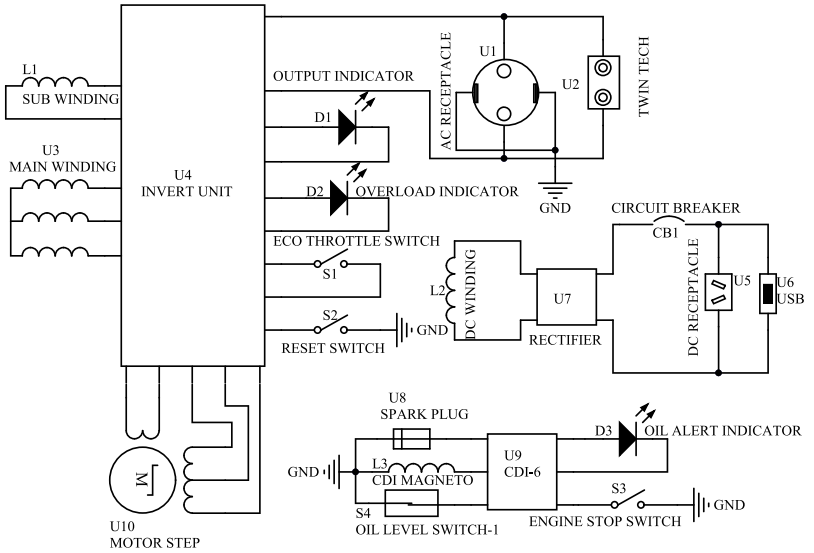 L1
SUB WINDING
U3
MAIN WINDING
U4
INVERT UNIT
OUTPUT INDICATOR
D1
D2
OVERLOAD INDICATOR
ECO THROTTLE SWITCH
S1
S2
GND
RESET SWITCH
AC RECEPTACLE
U1
U2
TWIN TECH
GND
CIRCUIT BREAKER
CB1
L2
DC WINDING
U7
RECTIFIER
DC RECEPTACLE
U5
U6
USB
U8
SPARK PLUG
GND
L3
CDI MAGNETO
S4
OIL LEVEL SWITCH-1
U9
CDI-6
D3
OIL ALERT INDICATOR
S3
GND
ENGINE STOP SWITCH
M
U10
MOTOR STEP